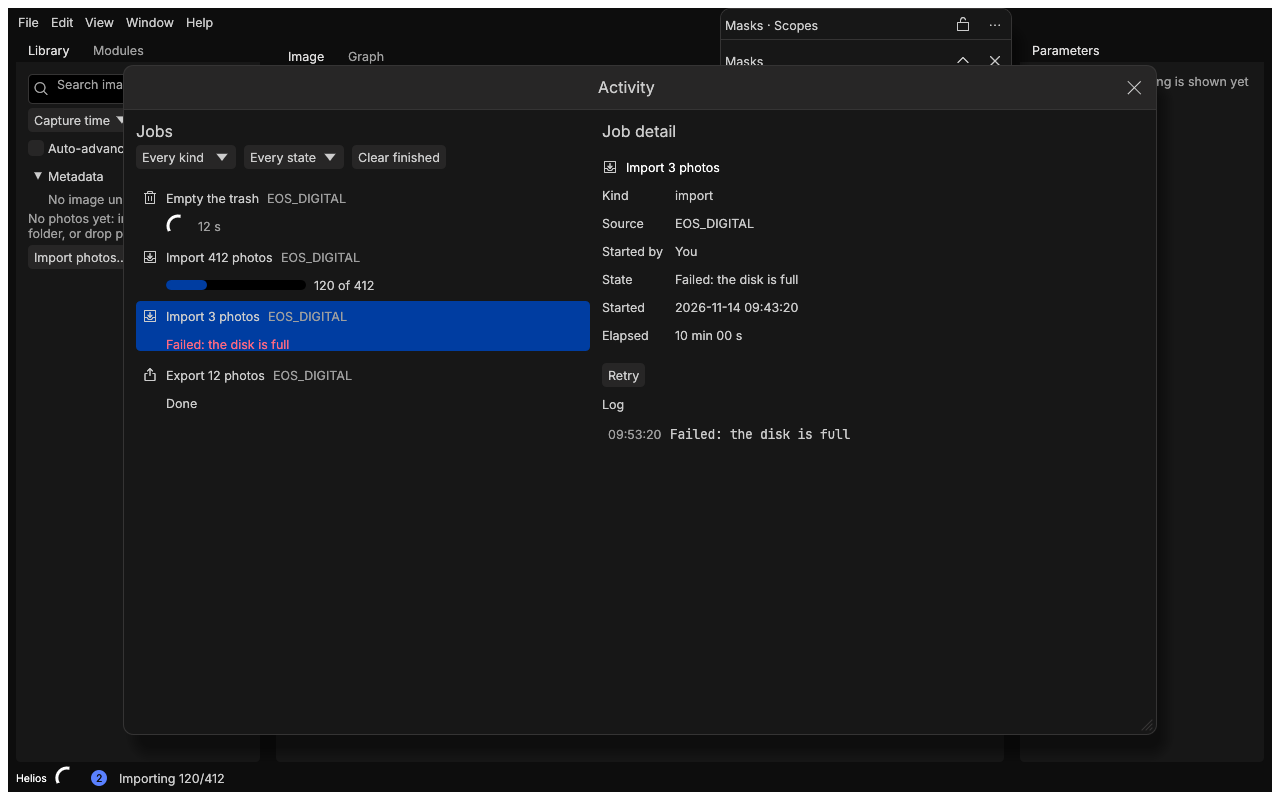 File Edit View Window Help
Masks · Scopes
Library Modules
Image Graph
Masks
Parameters
Activity
Search ima
ng is shown yet
Capture time
Auto-advanc
Metadata
No image un
No photos yet: i
folder, or drop p
Import photos..
Jobs
Every kind Every state Clear finished
Empty the trash EOS_DIGITAL
12 s
Import 412 photos EOS_DIGITAL
120 of 412
Import 3 photos EOS_DIGITAL
Failed: the disk is full
Export 12 photos EOS_DIGITAL
Done
Job detail
Import 3 photos
Kind import
Source EOS_DIGITAL
Started by You
State Failed: the disk is full
Started 2026-11-14 09:43:20
Elapsed 10 min 00 s
Retry
Log
09:53:20 Failed: the disk is full
Helios 2 Importing 120/412